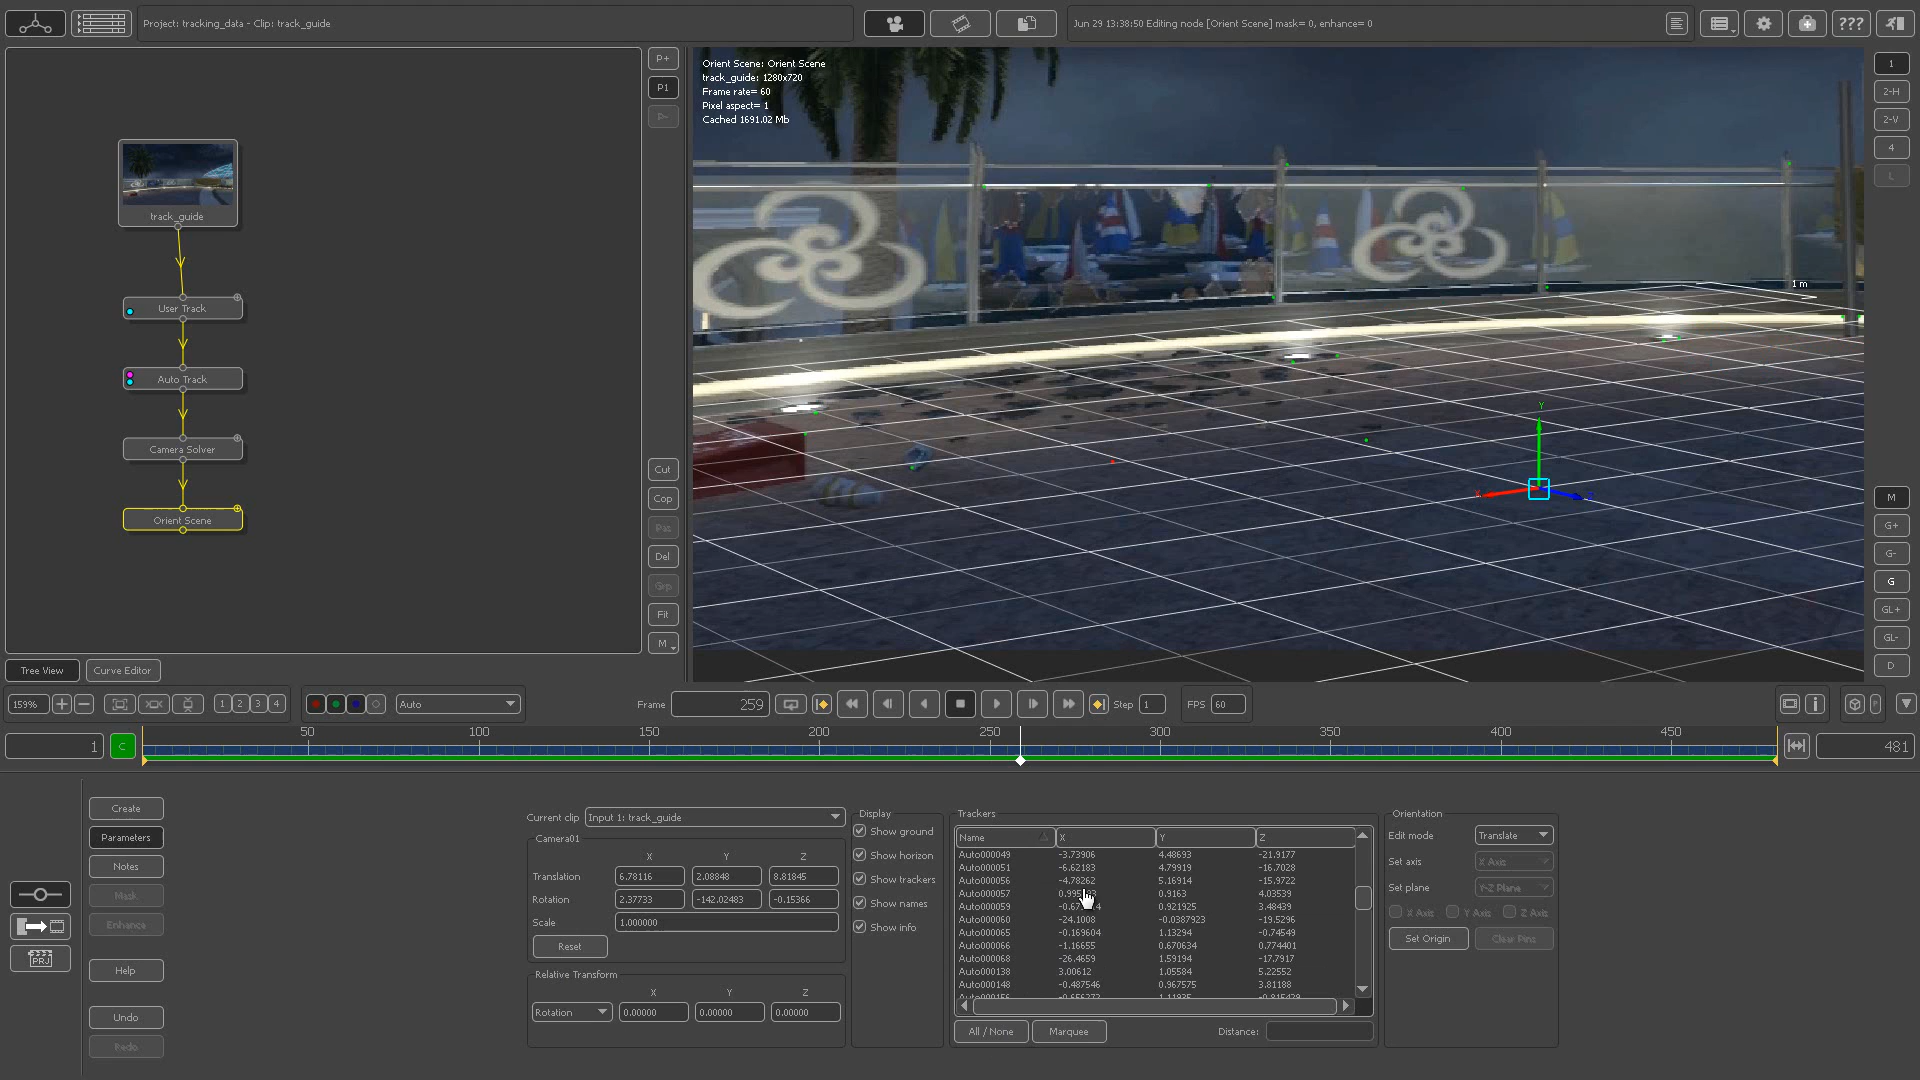 Project: tracking_data - Clip: track_guide
Jun 29 13:38:50 Editing node [Orient Scene] mask= 0, enhance= 0
???
track_guide
User Track
Auto Track
Camera Solver
Orient Scene
P+
P1
P-
Cut
Cop
Pas
Del
Grp
Fit
M
Orient Scene: Orient Scene
track_guide: 1280x720
Frame rate= 60
Pixel aspect= 1
Cached 1691.02 Mb
1 m
Y
X
1
2-H
2-V
4
L
M
G+
G-
G
GL+
GL-
D
Tree View
Curve Editor
159%
1 2 3 4
Auto
Frame 259
Step 1
FPS 60
1
C
50 100 150 200 250 300 350 400 450
481
Create
Parameters
Notes
Mask
Enhance
Help
Undo
Redo
PRJ
Current clip Input 1: track_guide
Camera01
X Y Z
Translation 6.78116 2.08848 8.81845
Rotation 2.37733 -142.02483 -0.15366
Scale 1.000000
Reset
Relative Transform
X Y Z
Rotation 0.00000 0.00000 0.00000
Display
Show ground
Show horizon
Show trackers
Show names
Show info
Trackers
Name X Y Z
Auto000049 -3.73906 4.48693 -21.9177
Auto000051 -6.62183 4.79919 -16.7028
Auto000056 -4.78262 5.16914 -15.9722
Auto000057 0.9163 4.03539
Auto000059 0.921925 3.48439
Auto000060 -24.1008 -0.0387923 -19.5296
Auto000065 -0.169604 1.13294 -0.74549
Auto000066 -1.16655 0.670634 0.774401
Auto000068 -26.4659 1.59194 -17.7917
Auto000138 3.00612 1.05584 5.22552
Auto000148 -0.487546 0.967575 3.81188
All / None
Marquee
Distance:
Orientation
Edit mode Translate
Set axis X Axis
Set plane Y-Z Plane
X Axis Y Axis Z Axis
Set Origin
Clear Pins